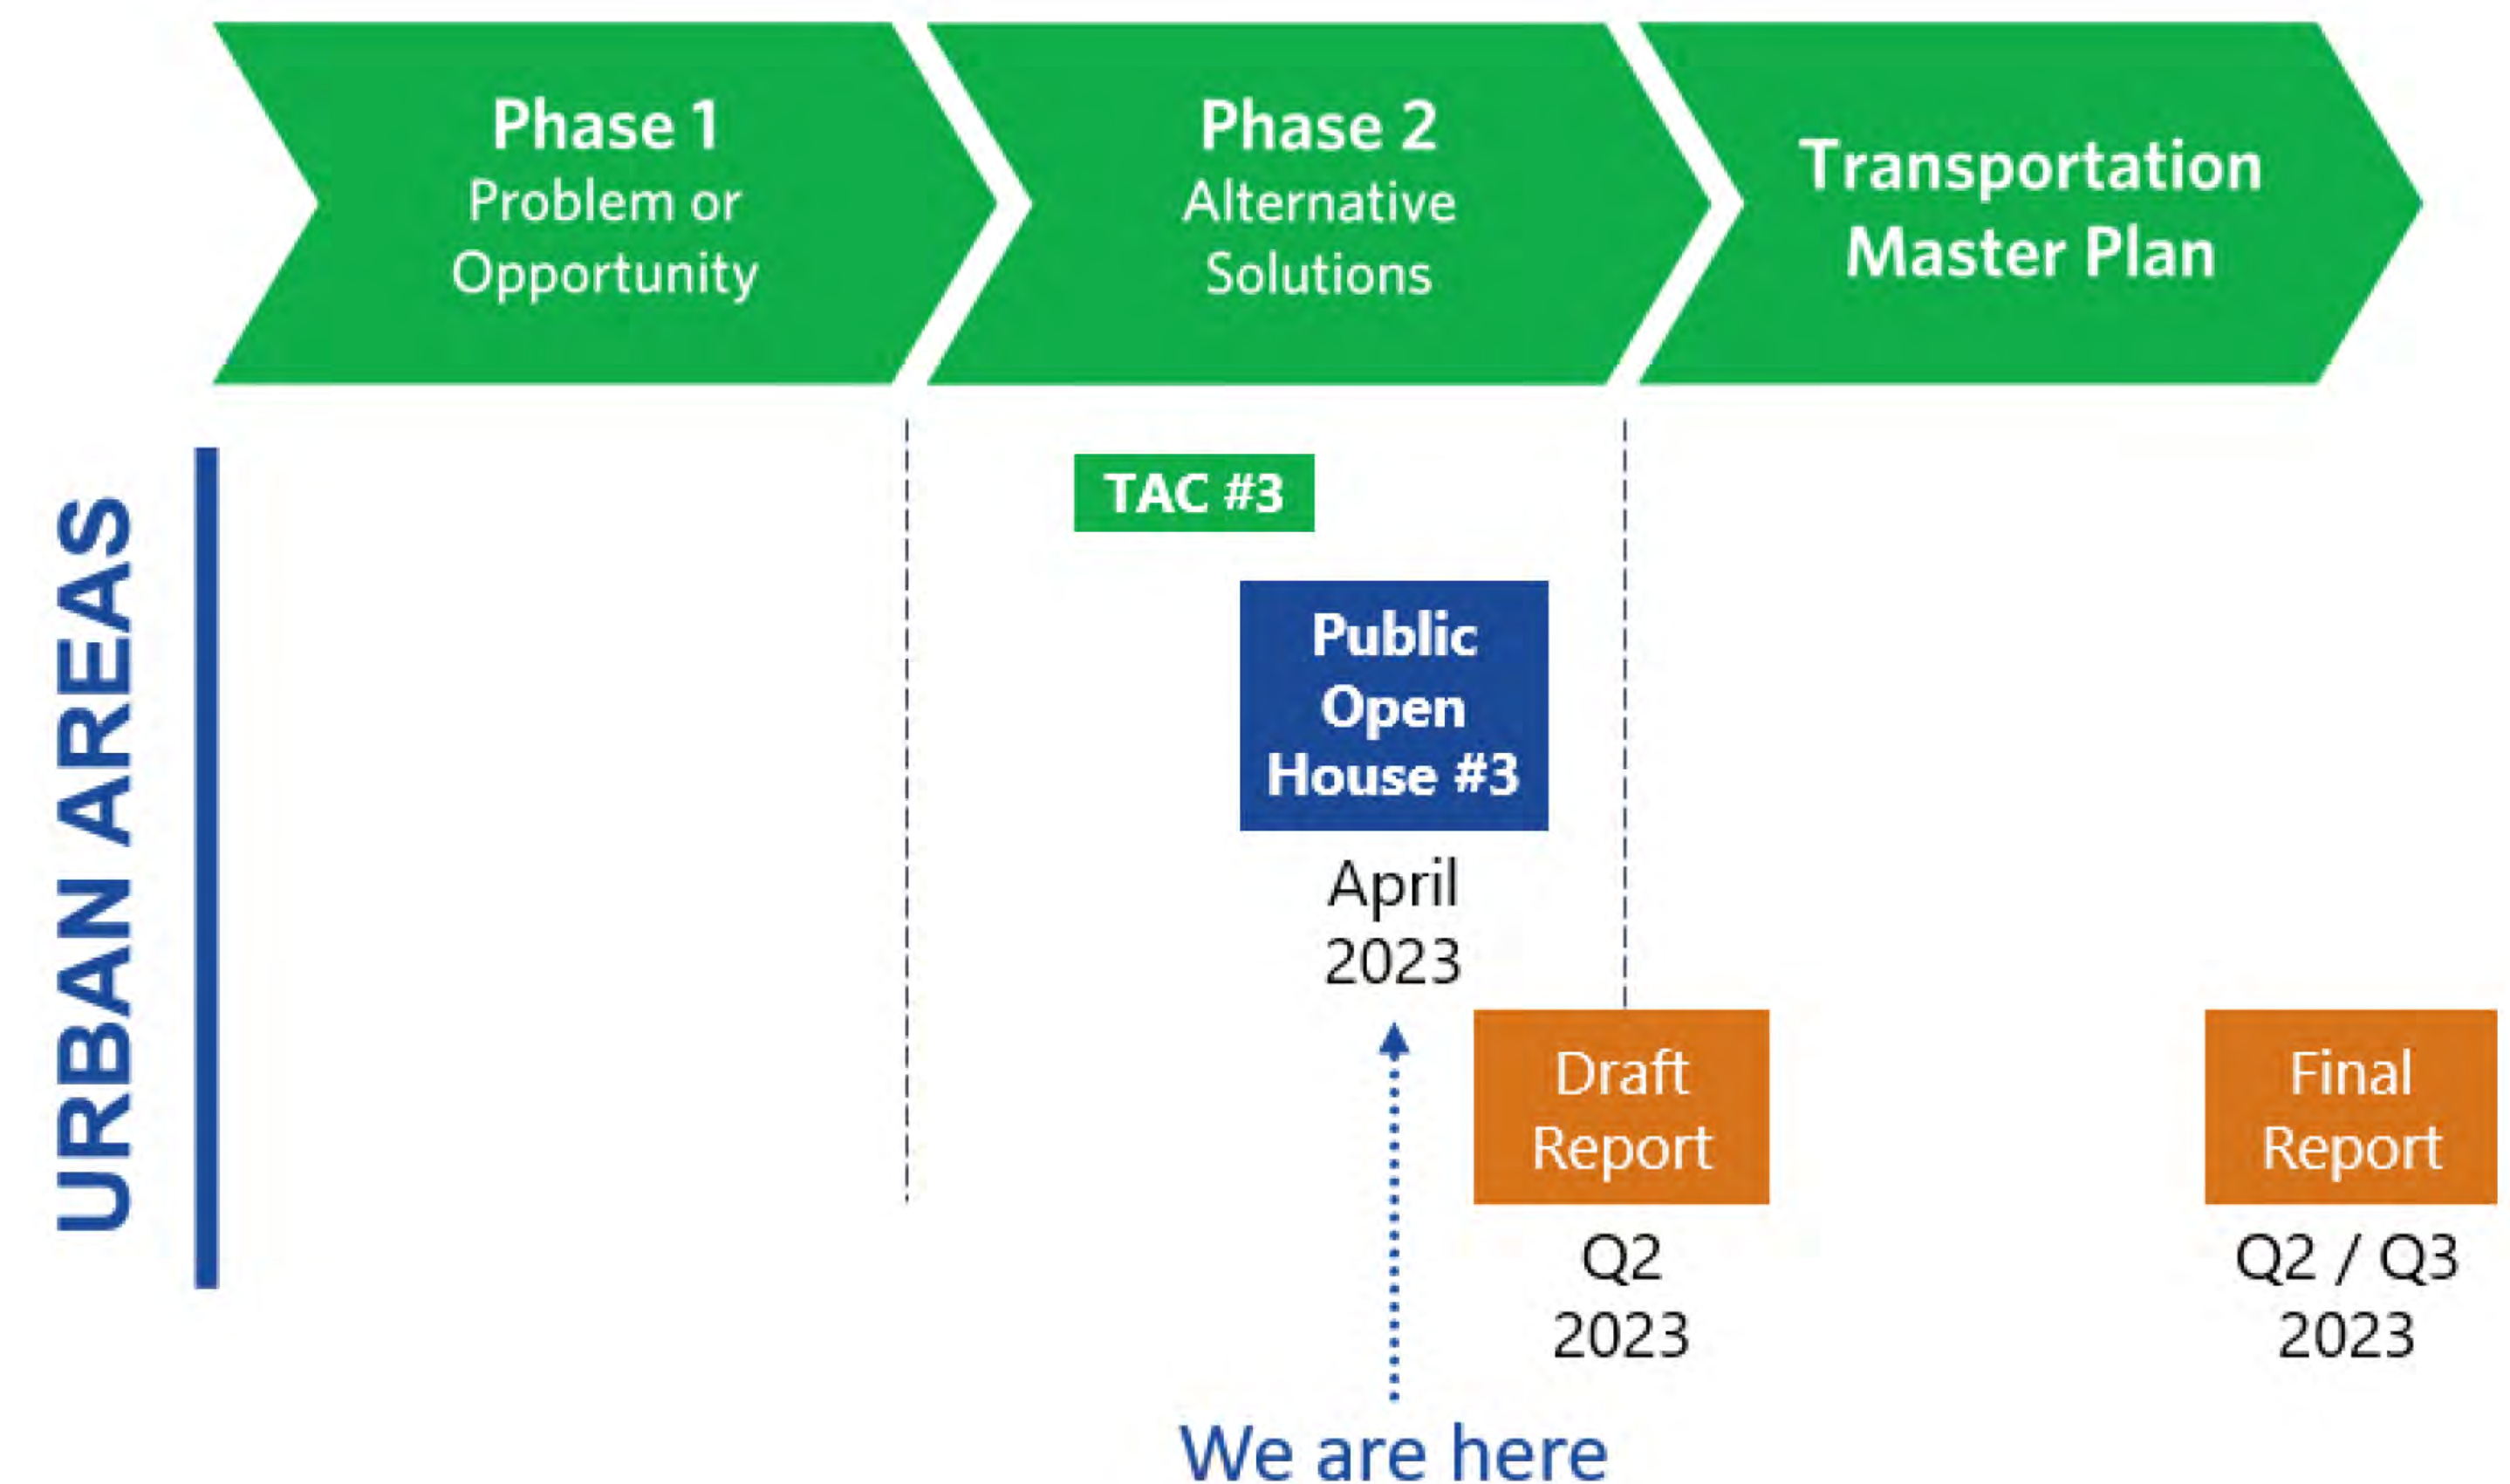 Phase 1
Problem or
Opportunity
Phase 2
Alternative
Solutions
Transportation
Master Plan
URBAN AREAS
TAC #3
Public
Open
House #3
April
2023
Draft
Report
Q2
2023
Final
Report
Q2 / Q3
2023
We are here